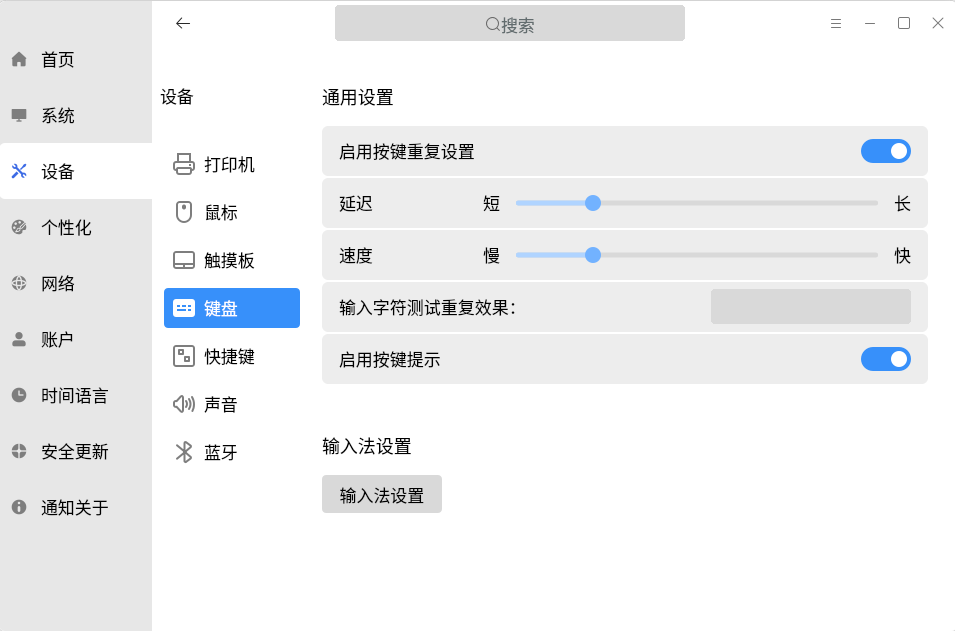 搜索
首页
系统
设备
个性化
网络
账户
时间语言
安全更新
通知关于
设备
打印机
鼠标
触摸板
键盘
快捷键
声音
蓝牙
通用设置
启用按键重复设置
延迟 短 长
速度 慢 快
输入字符测试重复效果：
启用按键提示
输入法设置
输入法设置